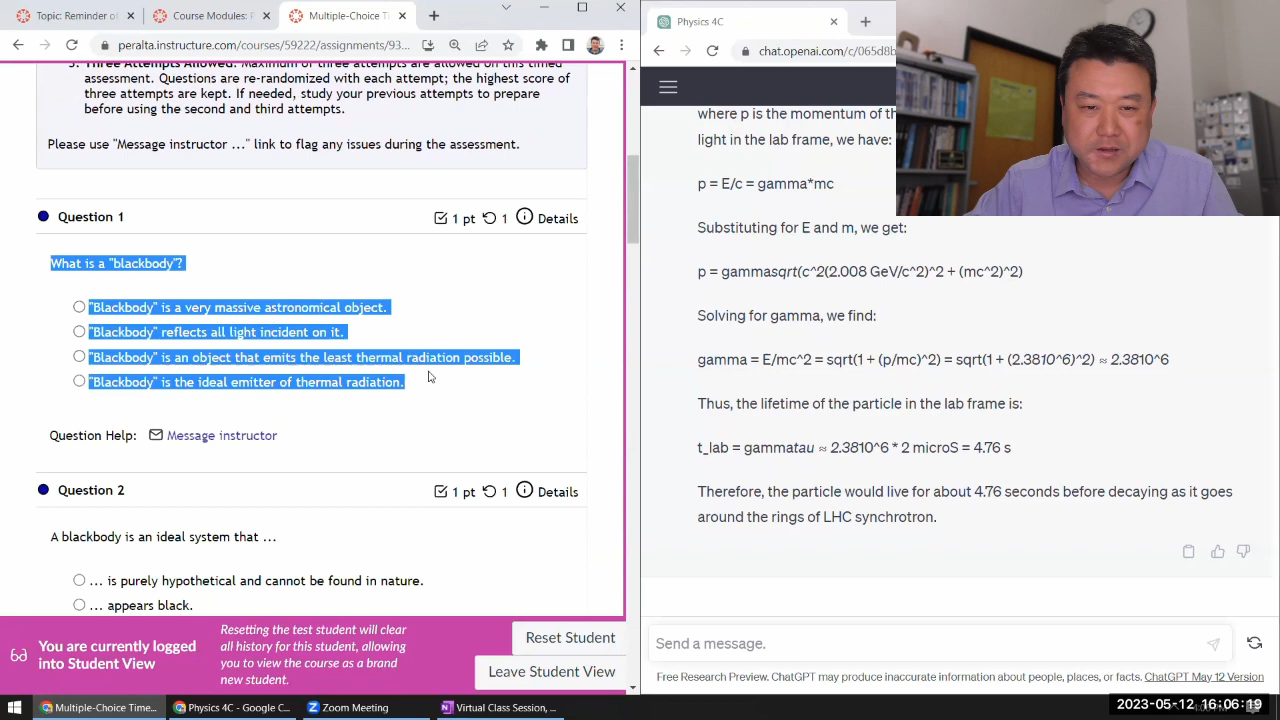 Topic: Reminder of
Course Modules: P
Multiple-Choice Ti
peralta.instructure.com/courses/59222/assignments/93...
3. Three Attempts Allowed. Maximum of three attempts are allowed on this timed
assessment. Questions are re-randomized with each attempt; the highest score of
three attempts are kept. If needed, study your previous attempts to prepare
before using the second and third attempts.
Please use "Message instructor ..." link to flag any issues during the assessment.
Question 1
1 pt
1
Details
What is a "blackbody"?
"Blackbody" is a very massive astronomical object.
"Blackbody" reflects all light incident on it.
"Blackbody" is an object that emits the least thermal radiation possible.
"Blackbody" is the ideal emitter of thermal radiation.
Question Help:
Message instructor
Question 2
1 pt
1
Details
A blackbody is an ideal system that ...
... is purely hypothetical and cannot be found in nature.
... appears black.
You are currently logged
into Student View
Resetting the test student will clear
all history for this student, allowing
you to view the course as a brand
new student.
Reset Student
Leave Student View
Physics 4C
chat.openai.com/c/065d8b
where p is the momentum of th
light in the lab frame, we have:
p = E/c = gamma*mc
Substituting for E and m, we get:
p = gammasqrt(c^2(2.008 GeV/c^2)^2 + (mc^2)^2)
Solving for gamma, we find:
gamma = E/mc^2 = sqrt(1 + (p/mc)^2) = sqrt(1 + (2.3810^6)^2) ≈ 2.3810^6
Thus, the lifetime of the particle in the lab frame is:
t_lab = gammatau ≈ 2.3810^6 * 2 microS = 4.76 s
Therefore, the particle would live for about 4.76 seconds before decaying as it goes
around the rings of LHC synchrotron.
Send a message.
Free Research Preview. ChatGPT may produce inaccurate information about people, places, or facts. ChatGPT May 12 Version
Multiple-Choice Time...
Physics 4C - Google C...
Zoom Meeting
Virtual Class Session, ...
2023-05-12 16:06:19